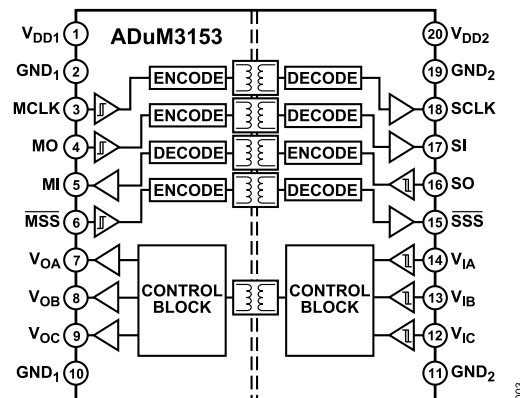 ADuM3153
VDD1 1
20 VDD2
GND1 2
19 GND2
MCLK 3
ENCODE DECODE
18 SCLK
MO 4
ENCODE DECODE
17 SI
MI 5
DECODE ENCODE
16 SO
MSS 6
ENCODE DECODE
15 SSS
VOA 7
14 VIA
VOB 8
CONTROL BLOCK
CONTROL BLOCK
13 VIB
VOC 9
12 VIC
GND1 10
11 GND2